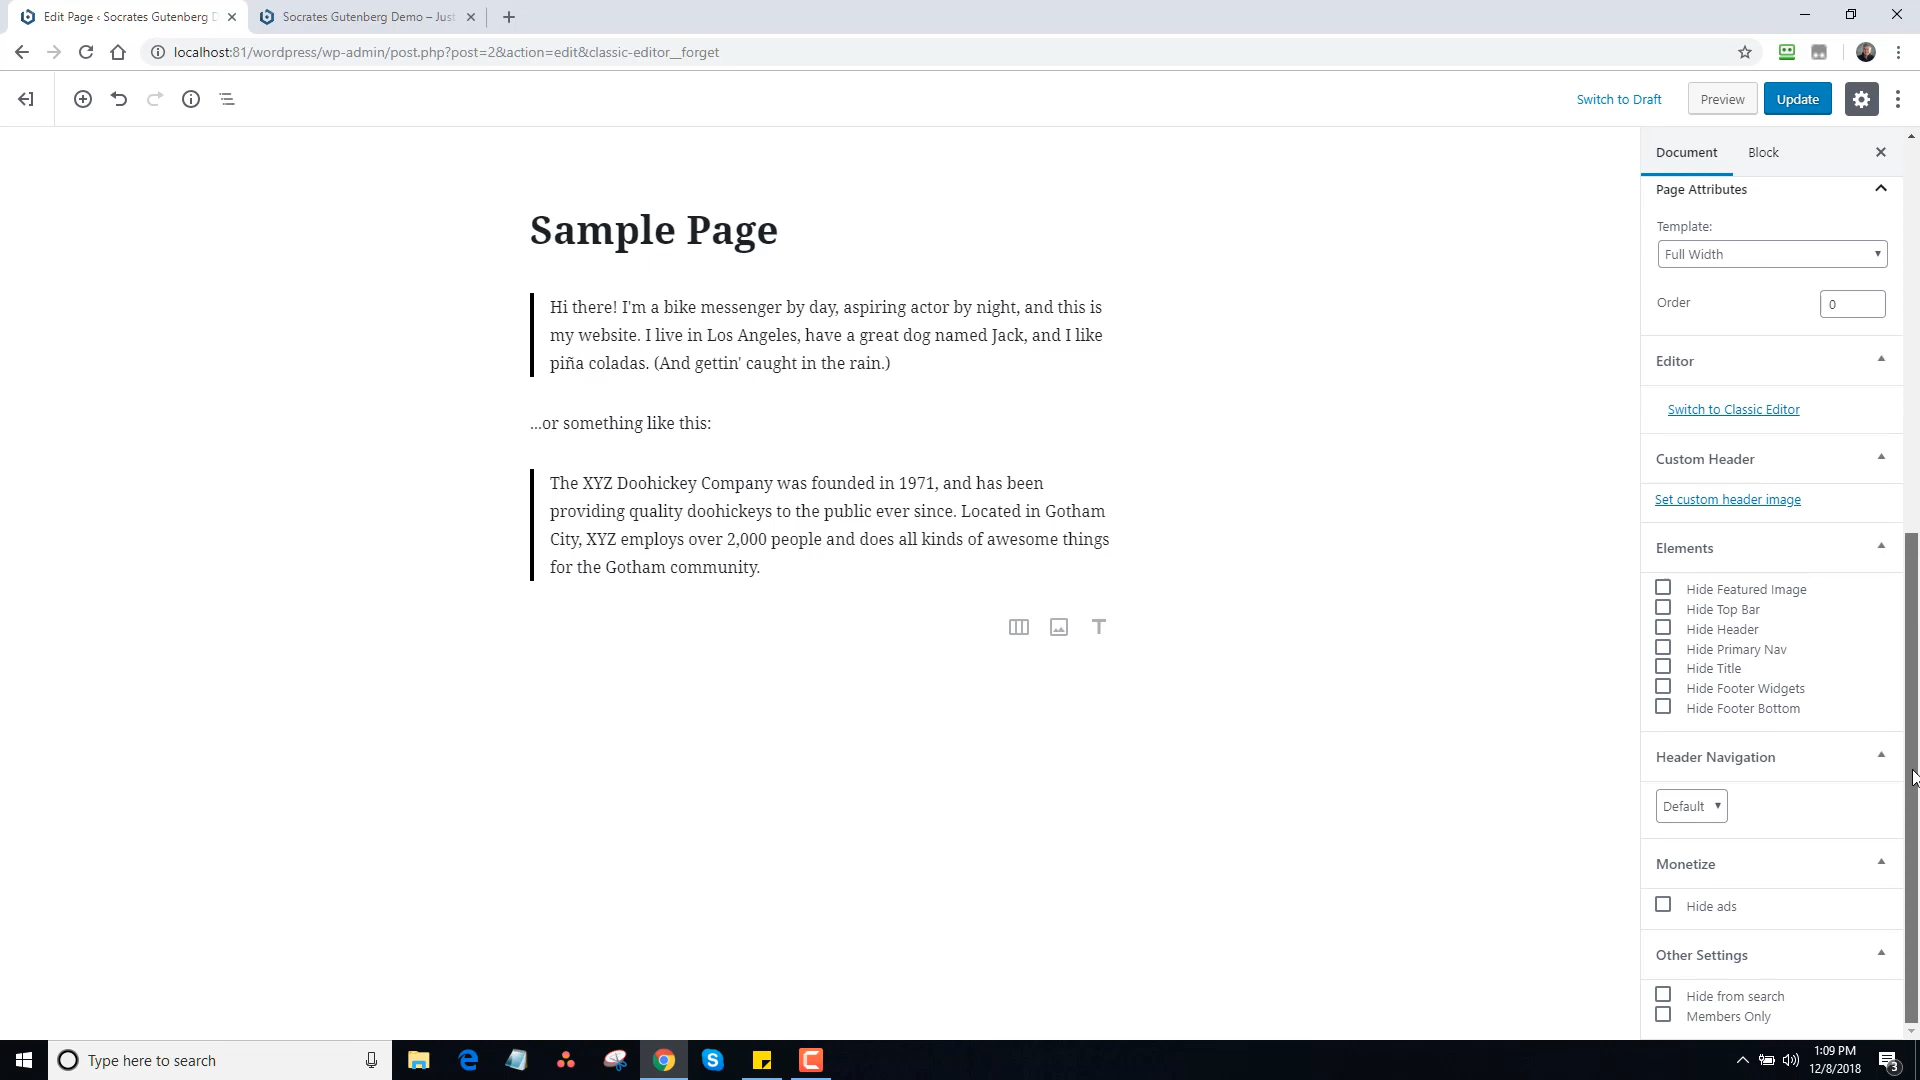 Edit Page ‹ Socrates Gutenberg D
Socrates Gutenberg Demo – Just
localhost:81/wordpress/wp-admin/post.php?post=2&action=edit&classic-editor__forget
Switch to Draft
Preview
Update
Document
Block
Page Attributes
Template:
Full Width
Order
0
Editor
Switch to Classic Editor
Custom Header
Set custom header image
Elements
Hide Featured Image
Hide Top Bar
Hide Header
Hide Primary Nav
Hide Title
Hide Footer Widgets
Hide Footer Bottom
Header Navigation
Default
Monetize
Hide ads
Other Settings
Hide from search
Members Only
Sample Page
Hi there! I'm a bike messenger by day, aspiring actor by night, and this is
my website. I live in Los Angeles, have a great dog named Jack, and I like
piña coladas. (And gettin' caught in the rain.)
...or something like this:
The XYZ Doohickey Company was founded in 1971, and has been
providing quality doohickeys to the public ever since. Located in Gotham
City, XYZ employs over 2,000 people and does all kinds of awesome things
for the Gotham community.
Type here to search
1:09 PM
12/8/2018
3